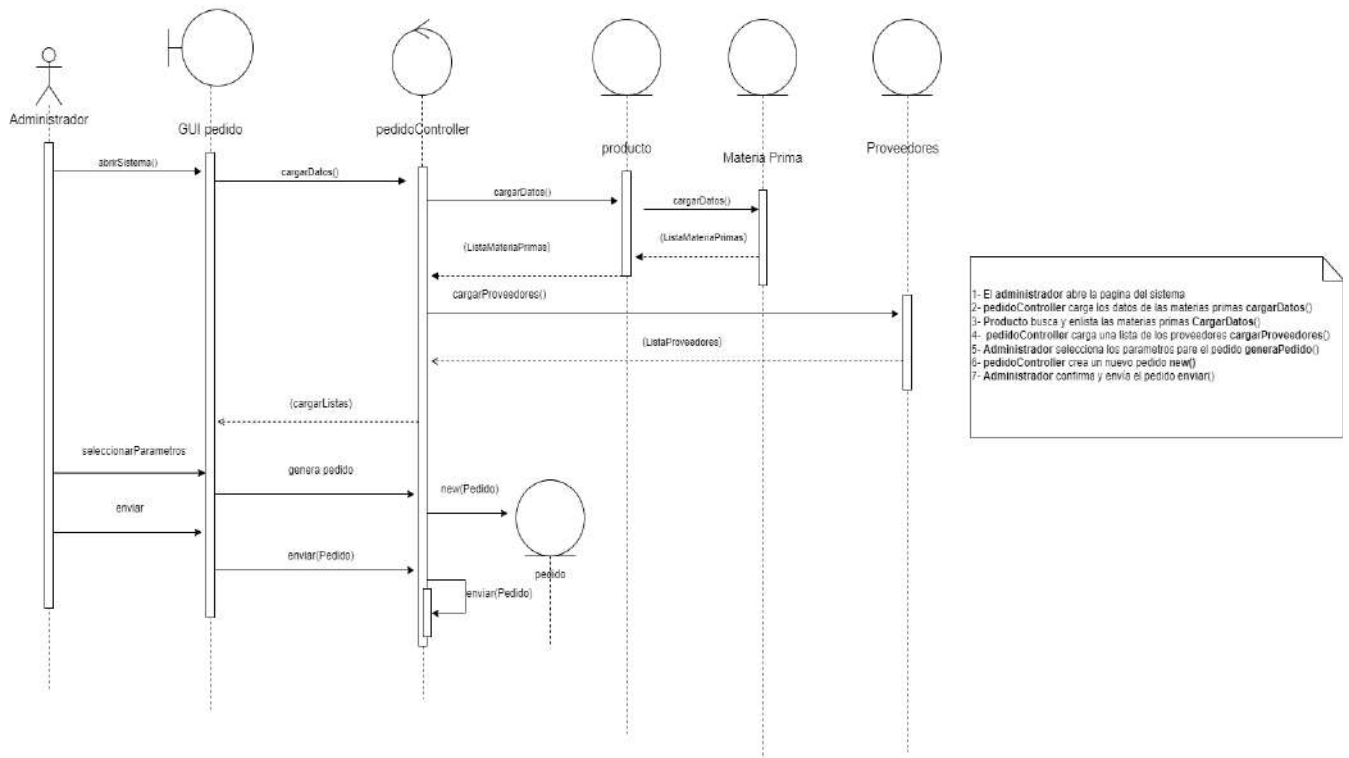 Administrador
GUI pedido
pedidoController
producto
Materia Prima
Proveedores
abrirSistema()
cargarDatos()
cargarDatos()
cargarDatos()
(ListaMateriaPrimas)
(ListaMateriaPrimas)
cargarProveedores()
(ListaProveedores)
(cargarListas)
seleccionarParametros
genera pedido
new(Pedido)
enviar
enviar(Pedido)
pedido
enviar(Pedido)
1- El administrador abre la pagina del sistema
2- pedidoController carga los datos de las materias primas cargarDatos()
3- Producto busca y enlista las materias primas CargarDatos()
4- pedidoController carga una lista de los proveedores cargarProveedores()
5- Administrador selecciona los parametros pare el pedido generaPedido()
6- pedidoController crea un nuevo pedido new()
7- Administrador confirma y envía el pedido enviar()